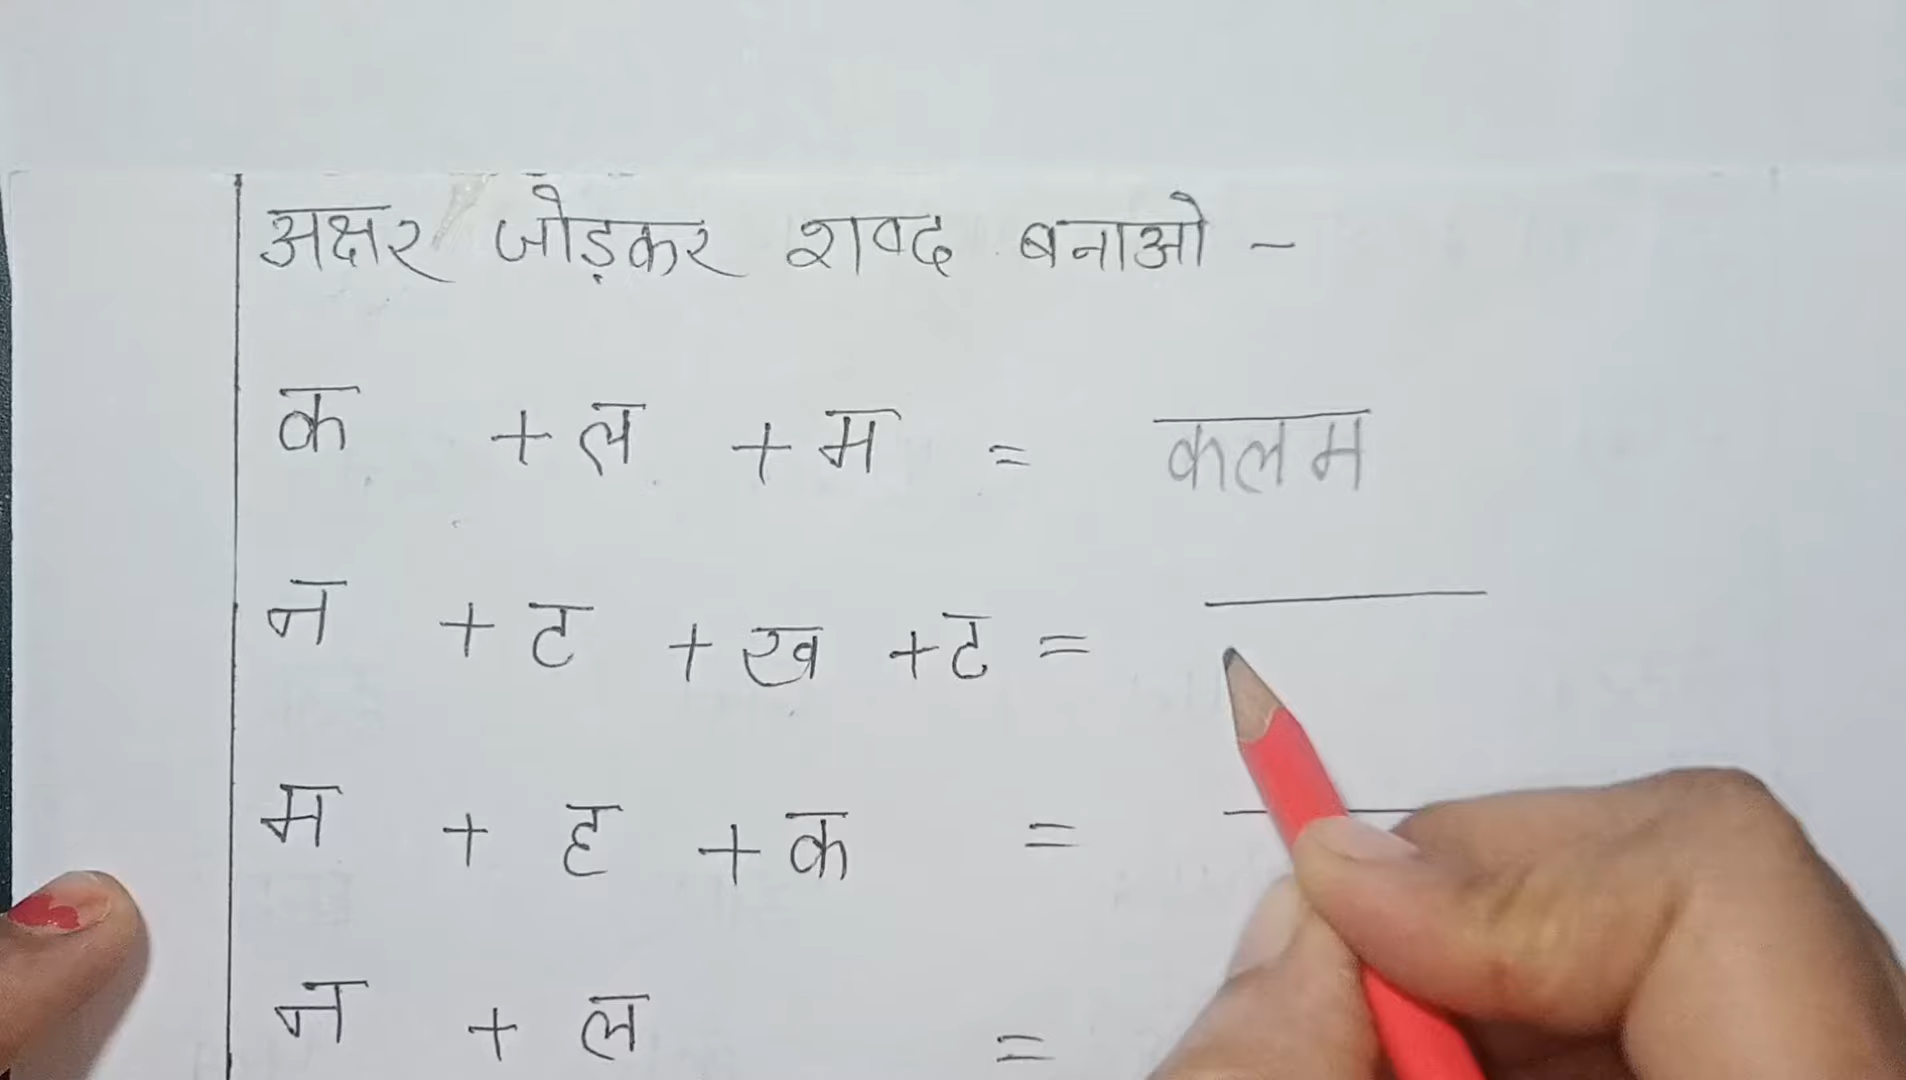 अक्षर जोड़कर शब्द बनाओ -
क + ल + म = कलम
न + ट + ख + ट =
म + ह + क =
न + ल =